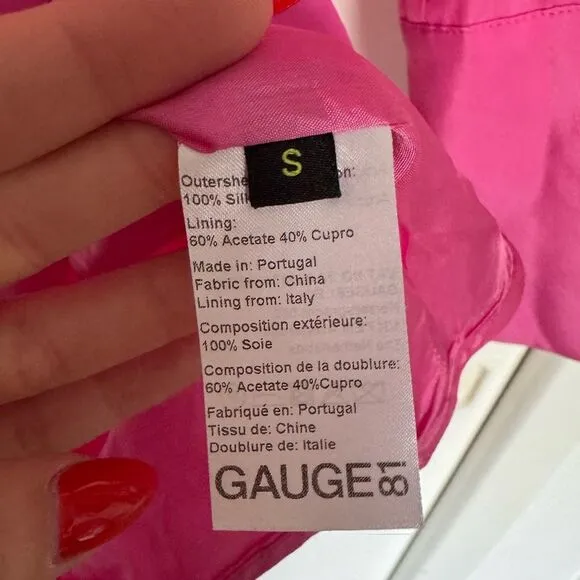 S
Outershe on:
100% Silk
Lining:
60% Acetate 40% Cupro
Made in: Portugal
Fabric from: China
Lining from: Italy
Composition extérieure:
100% Soie
Composition de la doublure:
60% Acetate 40%Cupro
Fabriqué en: Portugal
Tissu de: Chine
Doublure de: Italie
GAUGE81